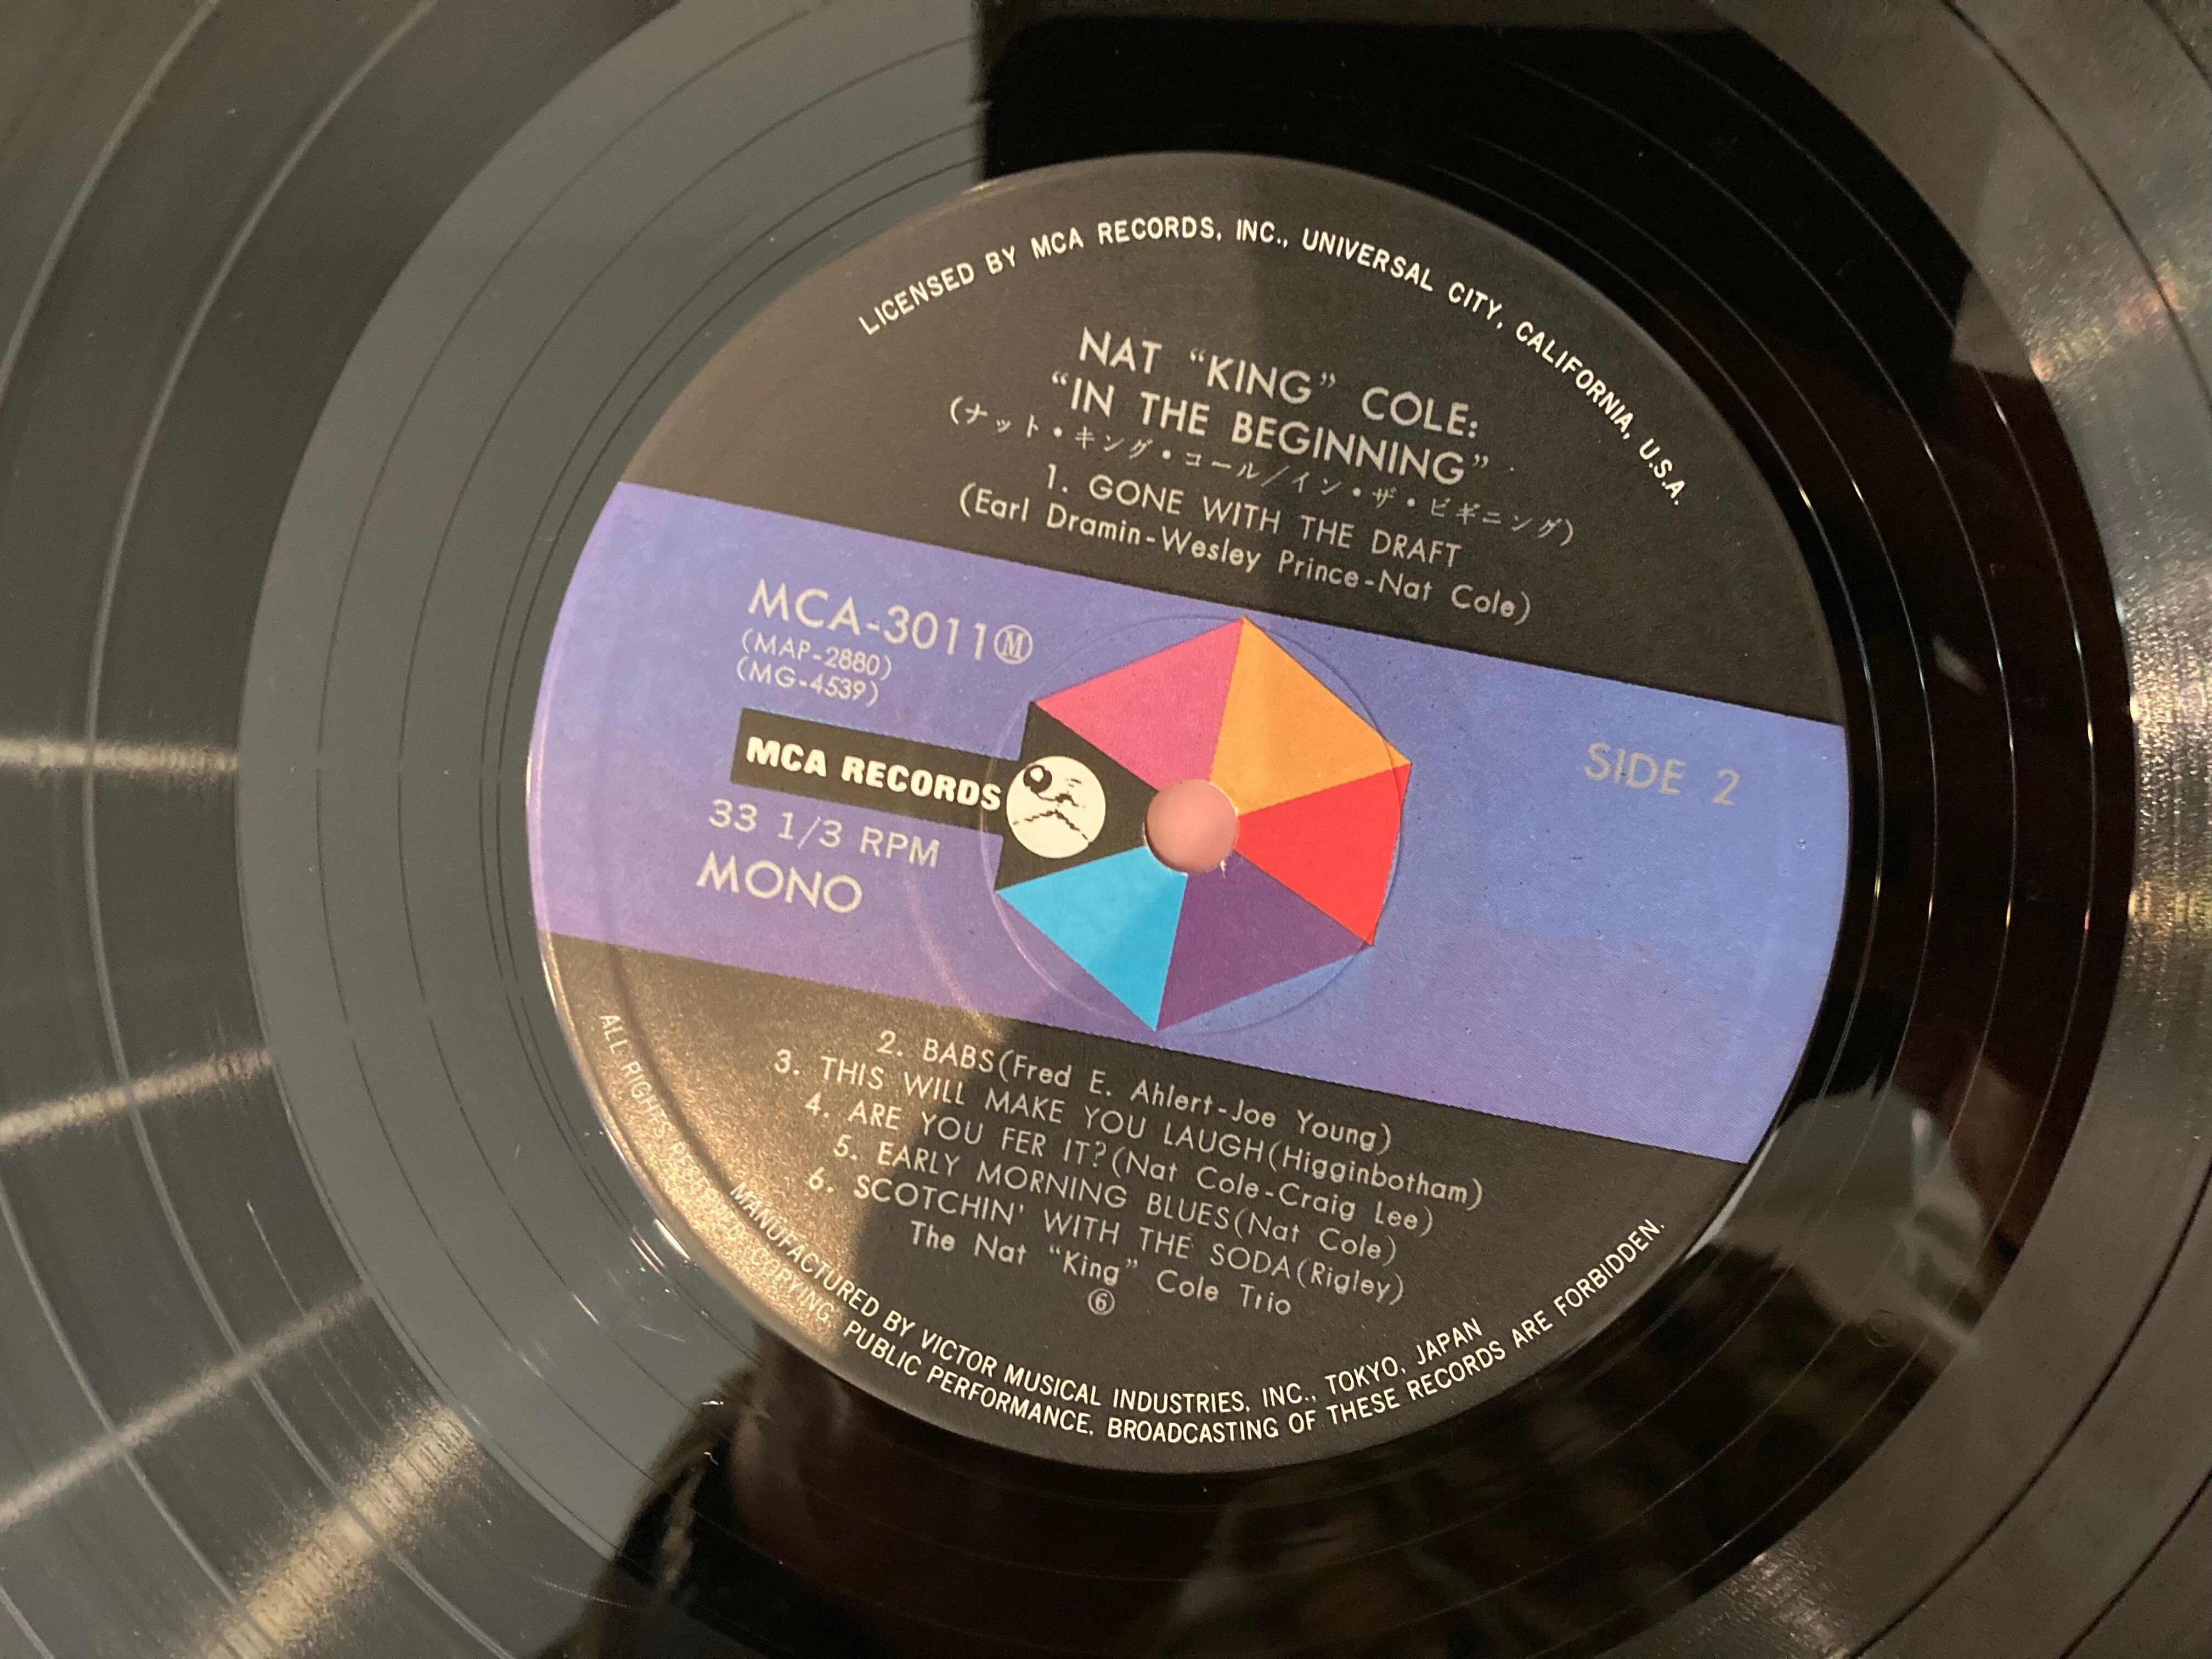 LICENSED BY MCA RECORDS, INC., UNIVERSAL CITY, CALIFORNIA, U.S.A.
NAT “KING” COLE:
“IN THE BEGINNING”
(ナット・キング・コール/イン・ザ・ビギニング)
1. GONE WITH THE DRAFT
(Earl Dramin-Wesley Prince-Nat Cole)
MCA-3011Ⓜ
(MAP-2880)
(MG-4539)
MCA RECORDS
33 1/3 RPM
MONO
SIDE 2
2. BABS(Fred E. Ahlert-Joe Young)
3. THIS WILL MAKE YOU LAUGH(Higginbotham)
4. ARE YOU FER IT?(Nat Cole-Craig Lee)
5. EARLY MORNING BLUES(Nat Cole)
6. SCOTCHIN' WITH THE SODA(Rigley)
The Nat “King” Cole Trio
⑥
MANUFACTURED BY VICTOR MUSICAL INDUSTRIES, INC., TOKYO, JAPAN
ALL RIGHTS RESERVED. COPYING, PUBLIC PERFORMANCE, BROADCASTING OF THESE RECORDS ARE FORBIDDEN.